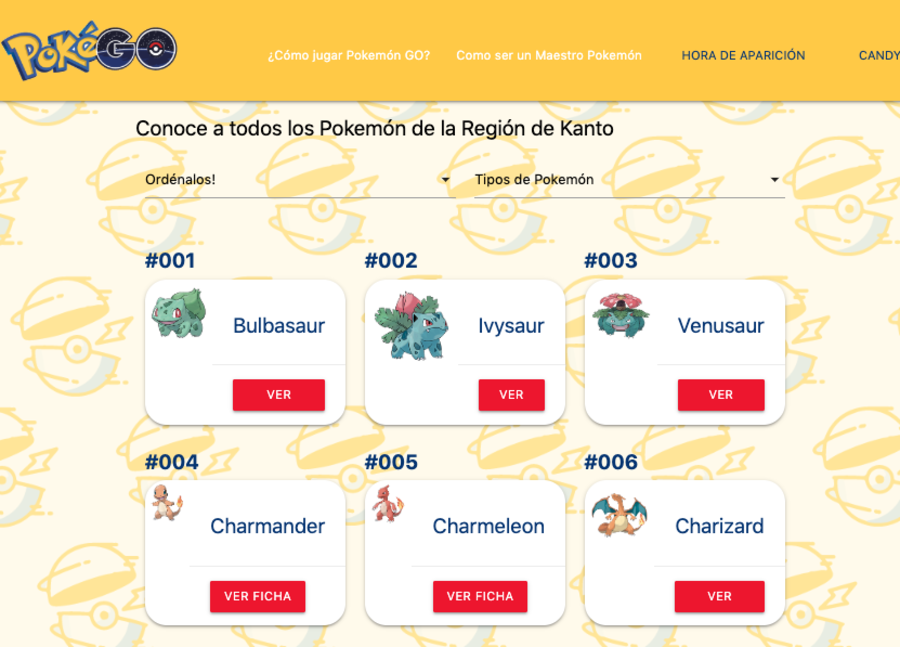 PokéGO
¿Cómo jugar Pokemón GO? Como ser un Maestro Pokemón HORA DE APARICIÓN CANDY
Conoce a todos los Pokemón de la Región de Kanto
Ordénalos! Tipos de Pokemón
#001 #002 #003
Bulbasaur Ivysaur Venusaur
VER VER VER
#004 #005 #006
Charmander Charmeleon Charizard
VER FICHA VER FICHA VER